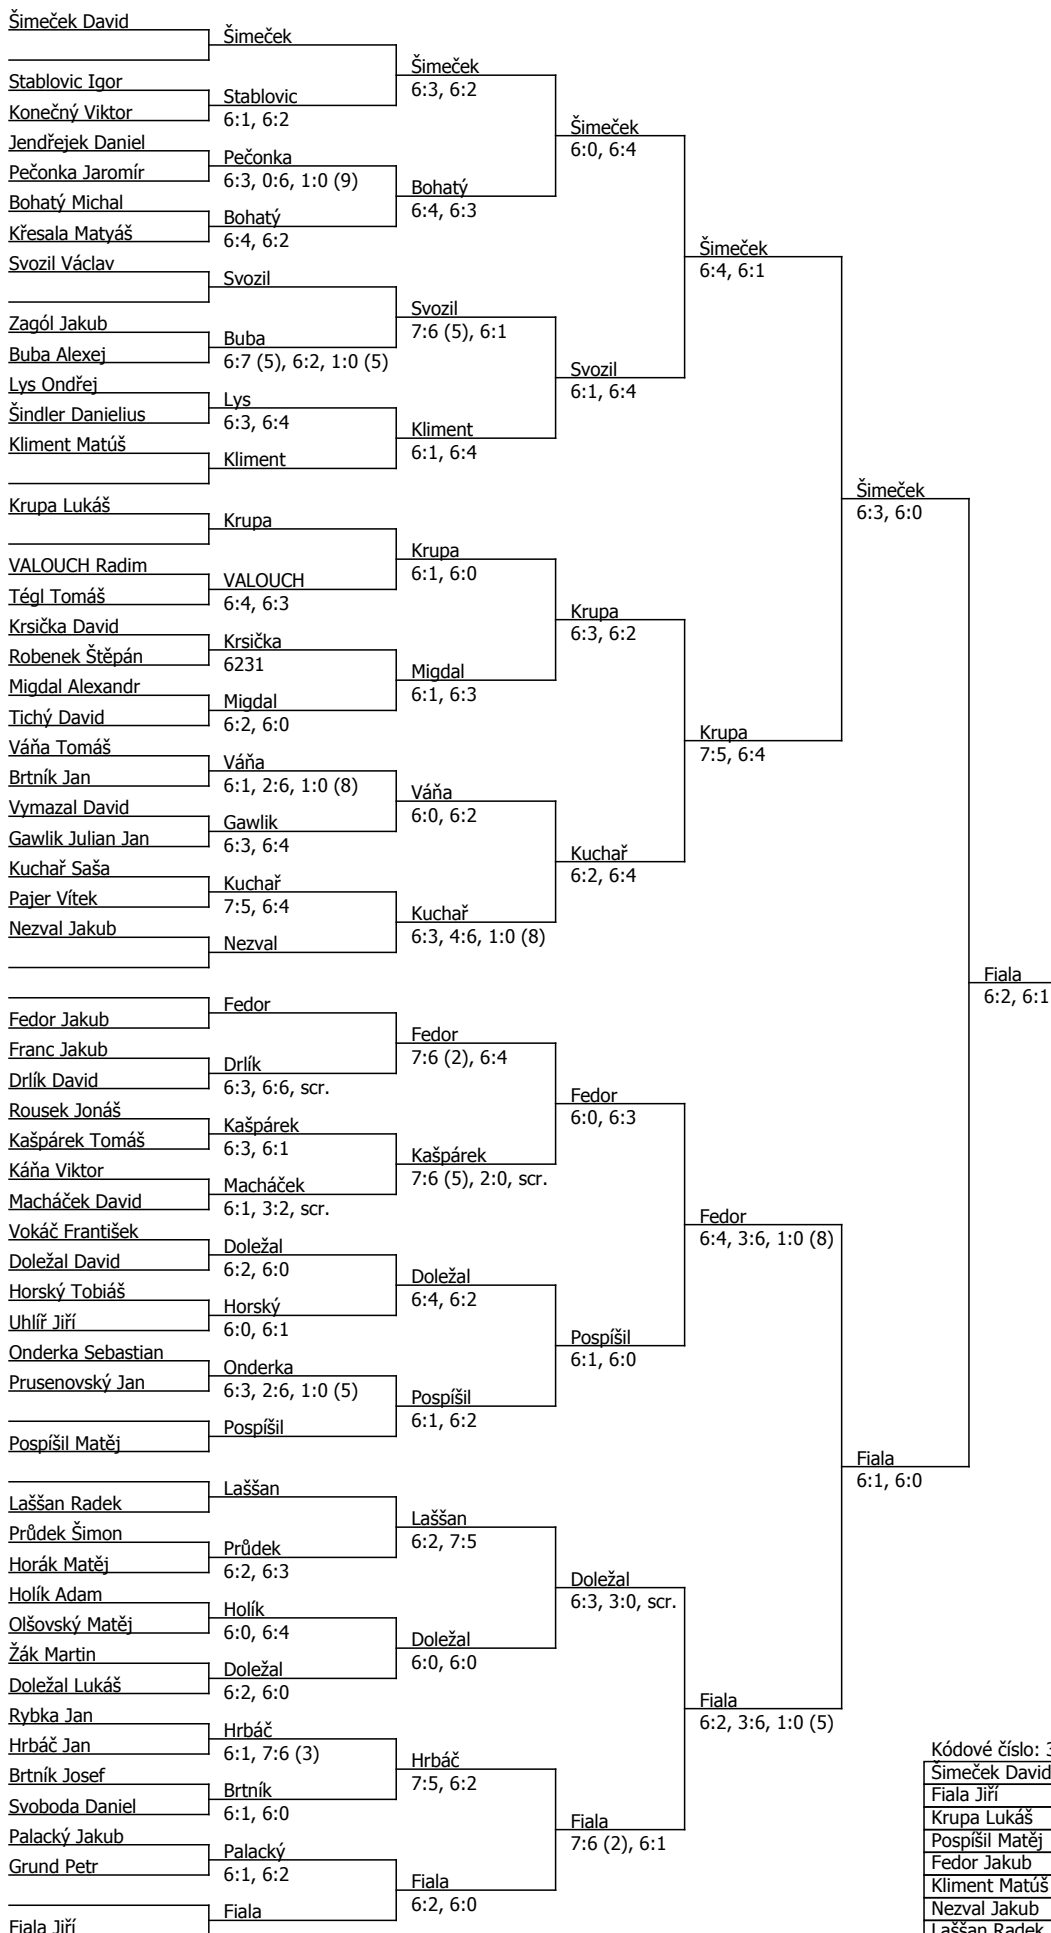 Šimeček David
Stablovic Igor
Konečný Viktor
Jendřejek Daniel
Pečonka Jaromír
Bohatý Michal
Křesala Matyáš
Svozil Václav
Zagól Jakub
Buba Alexej
Lys Ondřej
Šindler Danielius
Kliment Matúš
Krupa Lukáš
VALOUCH Radim
Tégl Tomáš
Krsička David
Robenek Štěpán
Migdal Alexandr
Tichý David
Váňa Tomáš
Brtník Jan
Vymazal David
Gawlik Julian Jan
Kuchař Saša
Pajer Vítek
Nezval Jakub
Fedor Jakub
Franc Jakub
Drlík David
Rousek Jonáš
Kašpárek Tomáš
Káňa Viktor
Macháček David
Vokáč František
Doležal David
Horský Tobiáš
Uhlíř Jiří
Onderka Sebastian
Prusenovský Jan
Pospíšil Matěj
Laššan Radek
Průdek Šimon
Horák Matěj
Holík Adam
Olšovský Matěj
Žák Martin
Doležal Lukáš
Rybka Jan
Hrbáč Jan
Brtník Josef
Svoboda Daniel
Palacký Jakub
Grund Petr
Fiala Jiří
Šimeček
Stablovic
6:1, 6:2
Pečonka
6:3, 0:6, 1:0 (9)
Bohatý
6:4, 6:2
Svozil
Buba
6:7 (5), 6:2, 1:0 (5)
Lys
6:3, 6:4
Kliment
Krupa
VALOUCH
6:4, 6:3
Krsička
6231
Migdal
6:2, 6:0
Váňa
6:1, 2:6, 1:0 (8)
Gawlik
6:3, 6:4
Kuchař
7:5, 6:4
Nezval
Fedor
Drlík
6:3, 6:6, scr.
Kašpárek
6:3, 6:1
Macháček
6:1, 3:2, scr.
Doležal
6:2, 6:0
Horský
6:0, 6:1
Onderka
6:3, 2:6, 1:0 (5)
Pospíšil
Laššan
Průdek
6:2, 6:3
Holík
6:0, 6:4
Doležal
6:2, 6:0
Hrbáč
6:1, 7:6 (3)
Brtník
6:1, 6:0
Palacký
6:1, 6:2
Fiala
Šimeček
6:3, 6:2
Bohatý
6:4, 6:3
Svozil
7:6 (5), 6:1
Kliment
6:1, 6:4
Krupa
6:1, 6:0
Migdal
6:1, 6:3
Váňa
6:0, 6:2
Kuchař
6:3, 4:6, 1:0 (8)
Fedor
7:6 (2), 6:4
Kašpárek
7:6 (5), 2:0, scr.
Doležal
6:4, 6:2
Pospíšil
6:1, 6:2
Laššan
6:2, 7:5
Doležal
6:0, 6:0
Hrbáč
7:5, 6:2
Fiala
6:2, 6:0
Šimeček
6:0, 6:4
Svozil
6:1, 6:4
Krupa
6:3, 6:2
Kuchař
6:2, 6:4
Fedor
6:0, 6:3
Pospíšil
6:1, 6:0
Doležal
6:3, 3:0, scr.
Fiala
7:6 (2), 6:1
Šimeček
6:4, 6:1
Krupa
7:5, 6:4
Fedor
6:4, 3:6, 1:0 (8)
Fiala
6:2, 3:6, 1:0 (5)
Šimeček
6:3, 6:0
Fiala
6:1, 6:0
Fiala
6:2, 6:1
Kódové číslo: 3
Šimeček David
Fiala Jiří
Krupa Lukáš
Pospíšil Matěj
Fedor Jakub
Kliment Matúš
Nezval Jakub
Laššan Radek